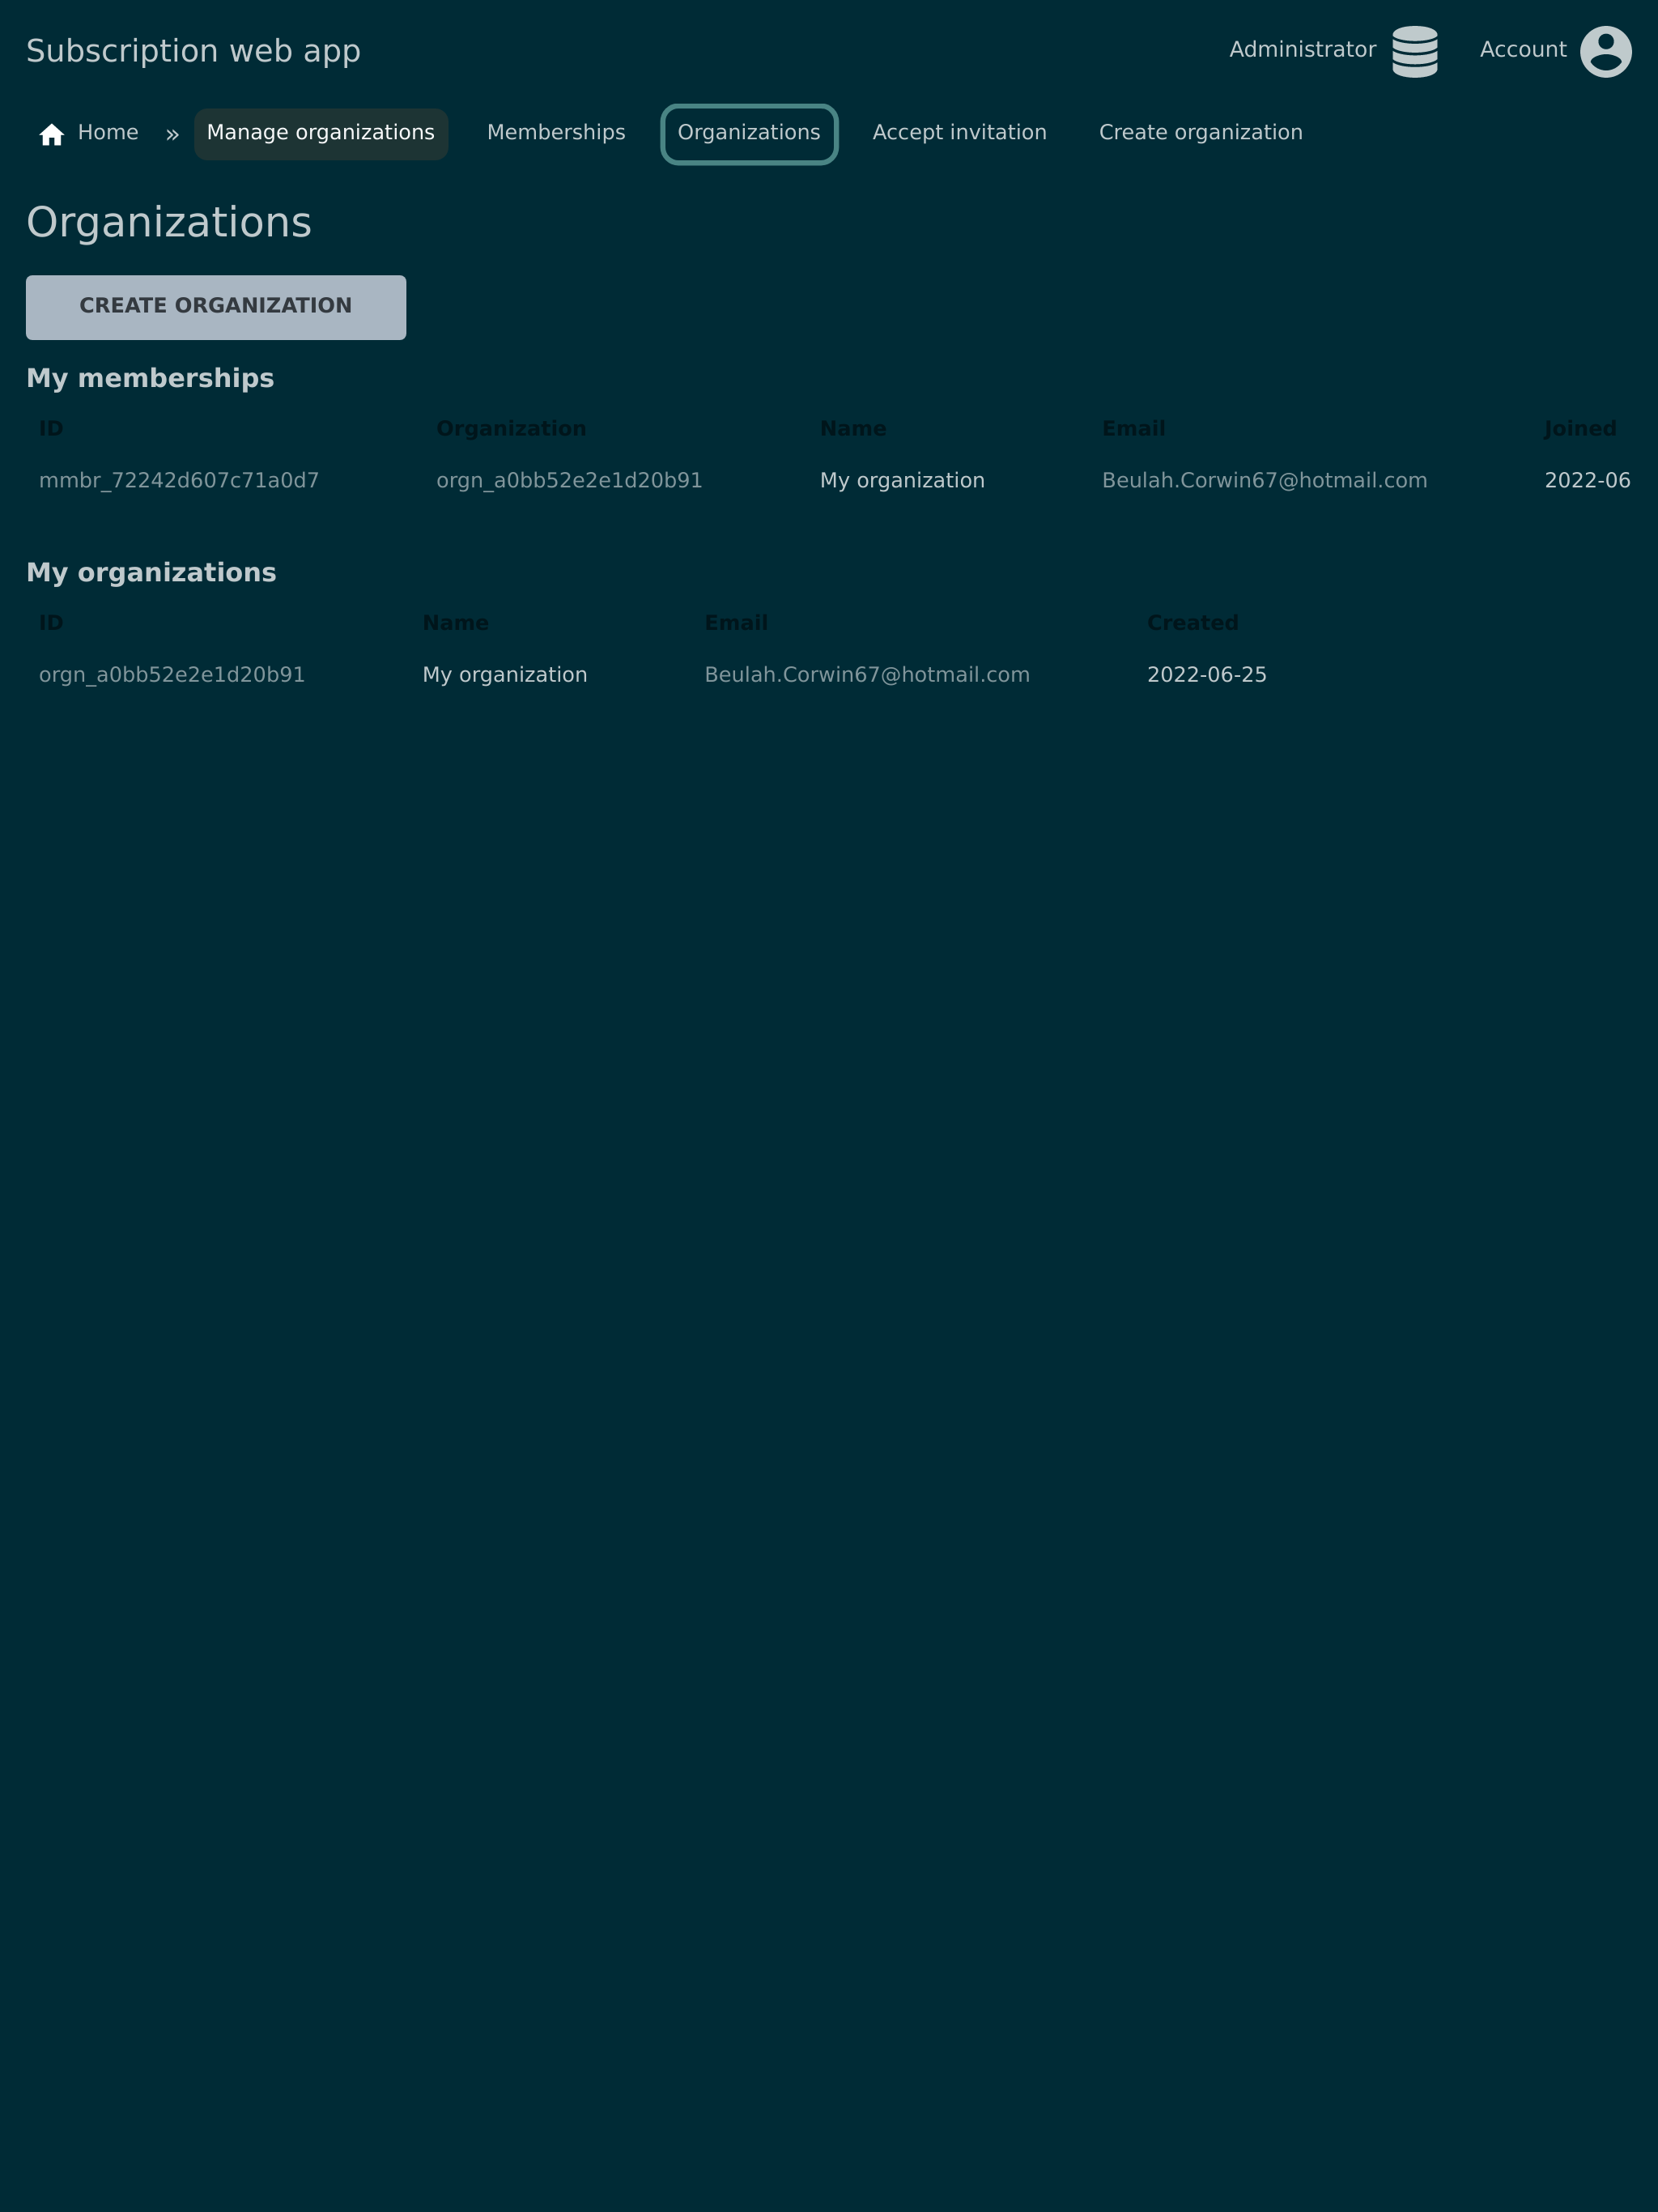 Subscription web app Administrator Account
Home » Manage organizations Memberships Organizations Accept invitation Create organization
Organizations
CREATE ORGANIZATION
My memberships
ID Organization Name Email Joined
mmbr_72242d607c71a0d7 orgn_a0bb52e2e1d20b91 My organization Beulah.Corwin67@hotmail.com 2022-06
My organizations
ID Name Email Created
orgn_a0bb52e2e1d20b91 My organization Beulah.Corwin67@hotmail.com 2022-06-25